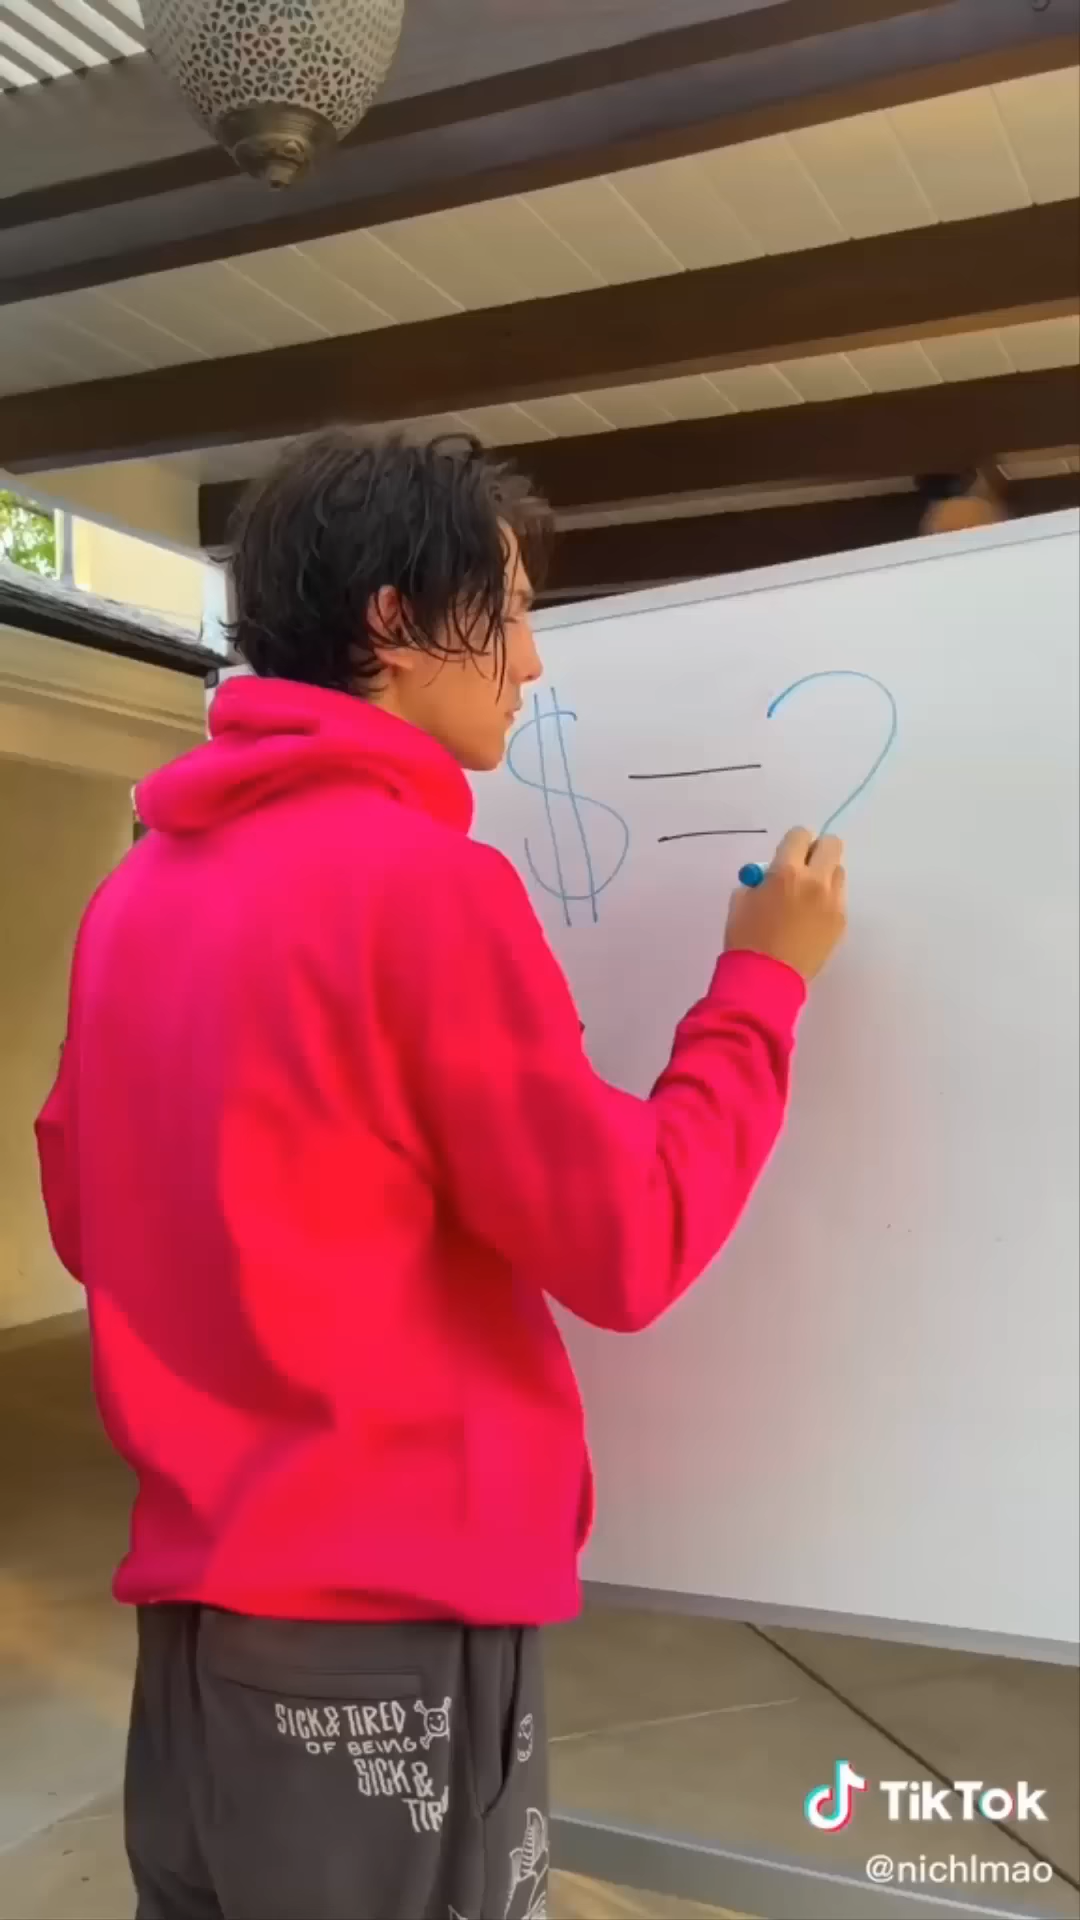 $ = ?
SICK & TIRED
OF BEING
SICK &
TIR
TikTok
@nichlmao